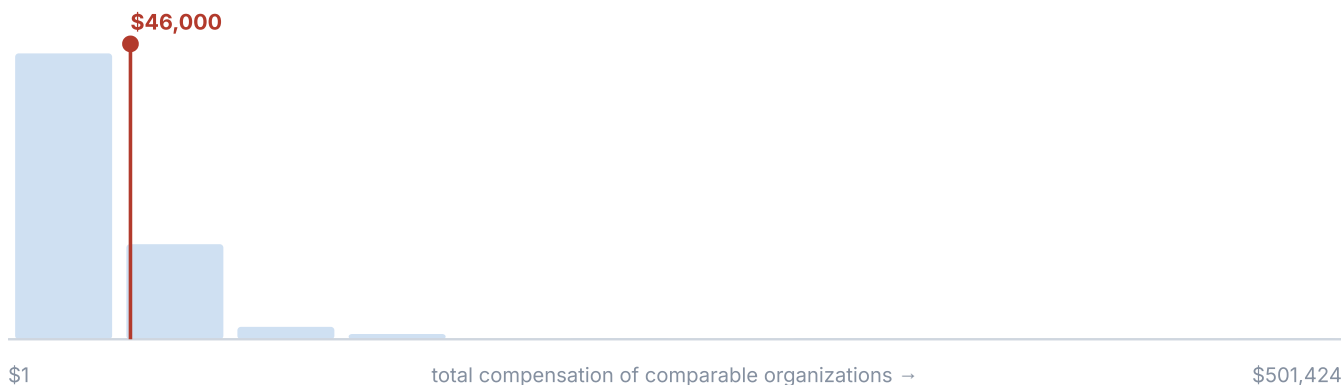 $46,000
$1 total compensation of comparable organizations → $501,424